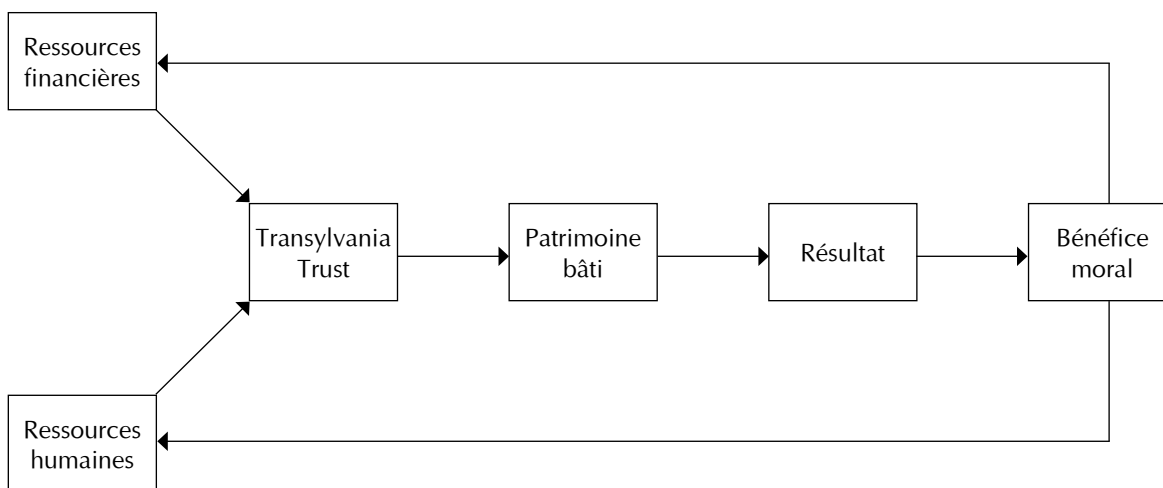 Ressources
financières
Transylvania
Trust
Patrimoine
bâti
Résultat
Bénéfice
moral
Ressources
humaines